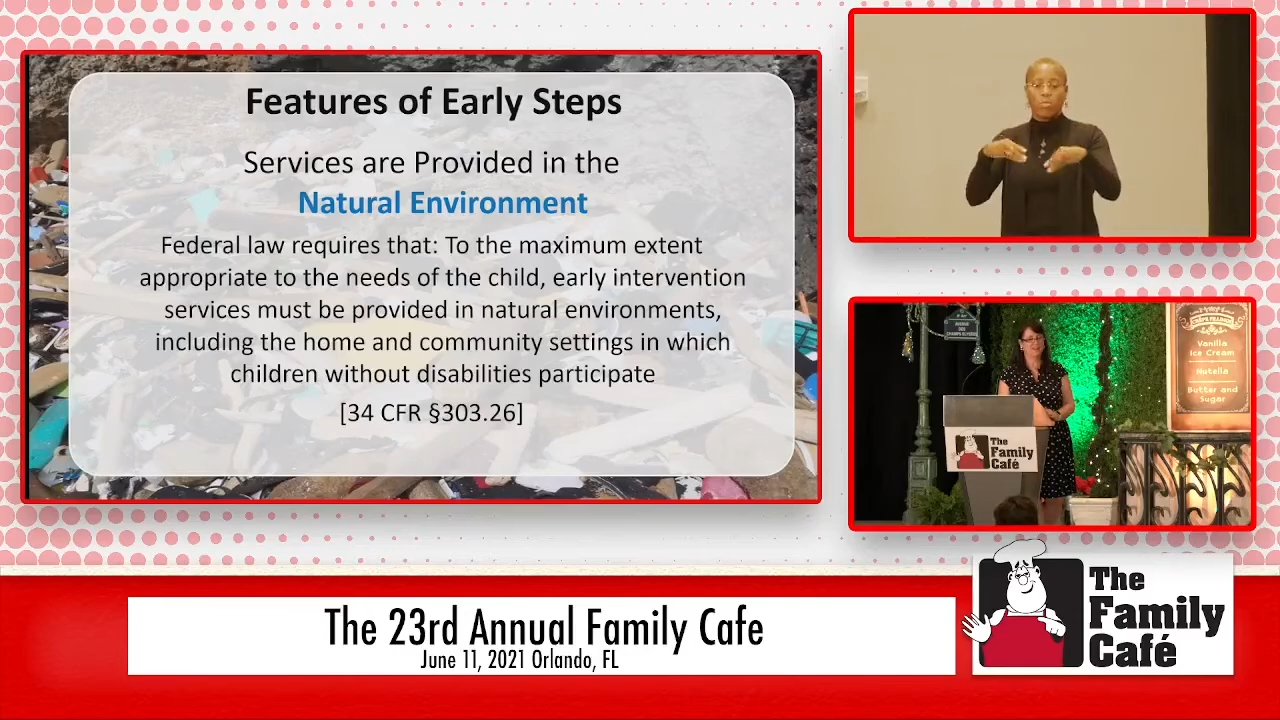 Features of Early Steps
Services are Provided in the
Natural Environment
Federal law requires that: To the maximum extent
appropriate to the needs of the child, early intervention
services must be provided in natural environments,
including the home and community settings in which
children without disabilities participate
[34 CFR §303.26]
Vanilla
Ice Cream
Nutella
Butter and
Sugar
The
Family
Café
The 23rd Annual Family Cafe
June 11, 2021 Orlando, FL
The
Family
Café